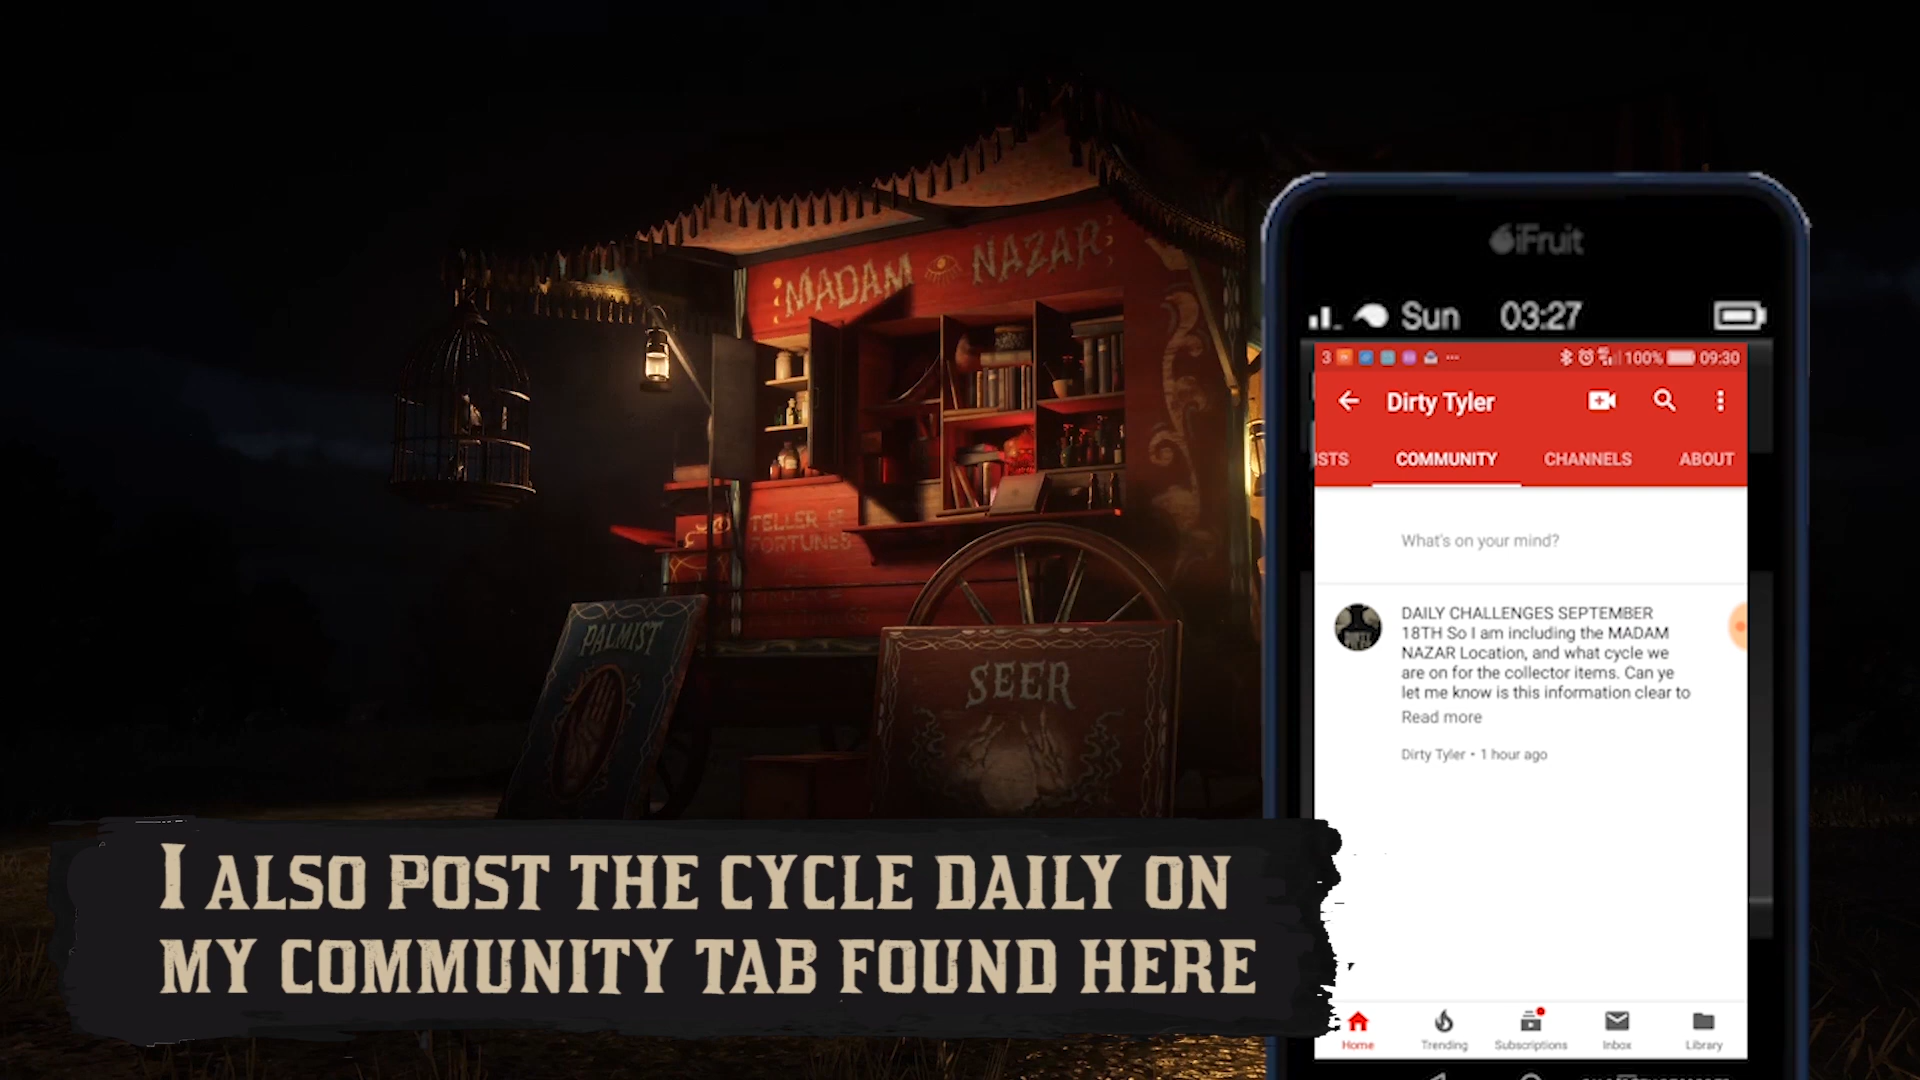 MADAM NAZAR
TELLER OF
FORTUNES
PALMIST
SEER
I ALSO POST THE CYCLE DAILY ON
MY COMMUNITY TAB FOUND HERE
iFruit
Sun 03:27
3 ... 100% 09:30
Dirty Tyler
ISTS COMMUNITY CHANNELS ABOUT
What's on your mind?
DAILY CHALLENGES SEPTEMBER
18TH So I am including the MADAM
NAZAR Location, and what cycle we
are on for the collector items. Can ye
let me know is this information clear to
Read more
Dirty Tyler • 1 hour ago
Home Trending Subscriptions Inbox Library